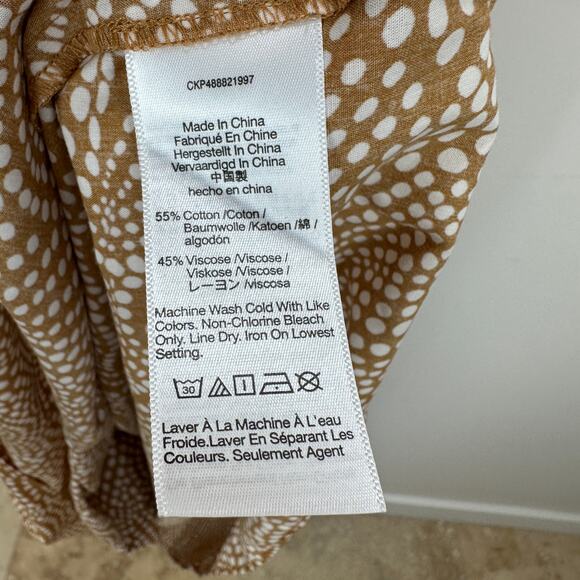 CKP488821997
Made In China
Fabriqué En Chine
Hergestellt In China
Vervaardigd In China
中国製
hecho en china
55% Cotton /Coton /
Baumwolle /Katoen /綿 /
algodón
45% Viscose /Viscose /
Viskose /Viscose /
レーヨン /viscosa
Machine Wash Cold With Like
Colors. Non-Chlorine Bleach
Only. Line Dry. Iron On Lowest
Setting.
30
Laver À La Machine À L'eau
Froide.Laver En Séparant Les
Couleurs. Seulement Agent